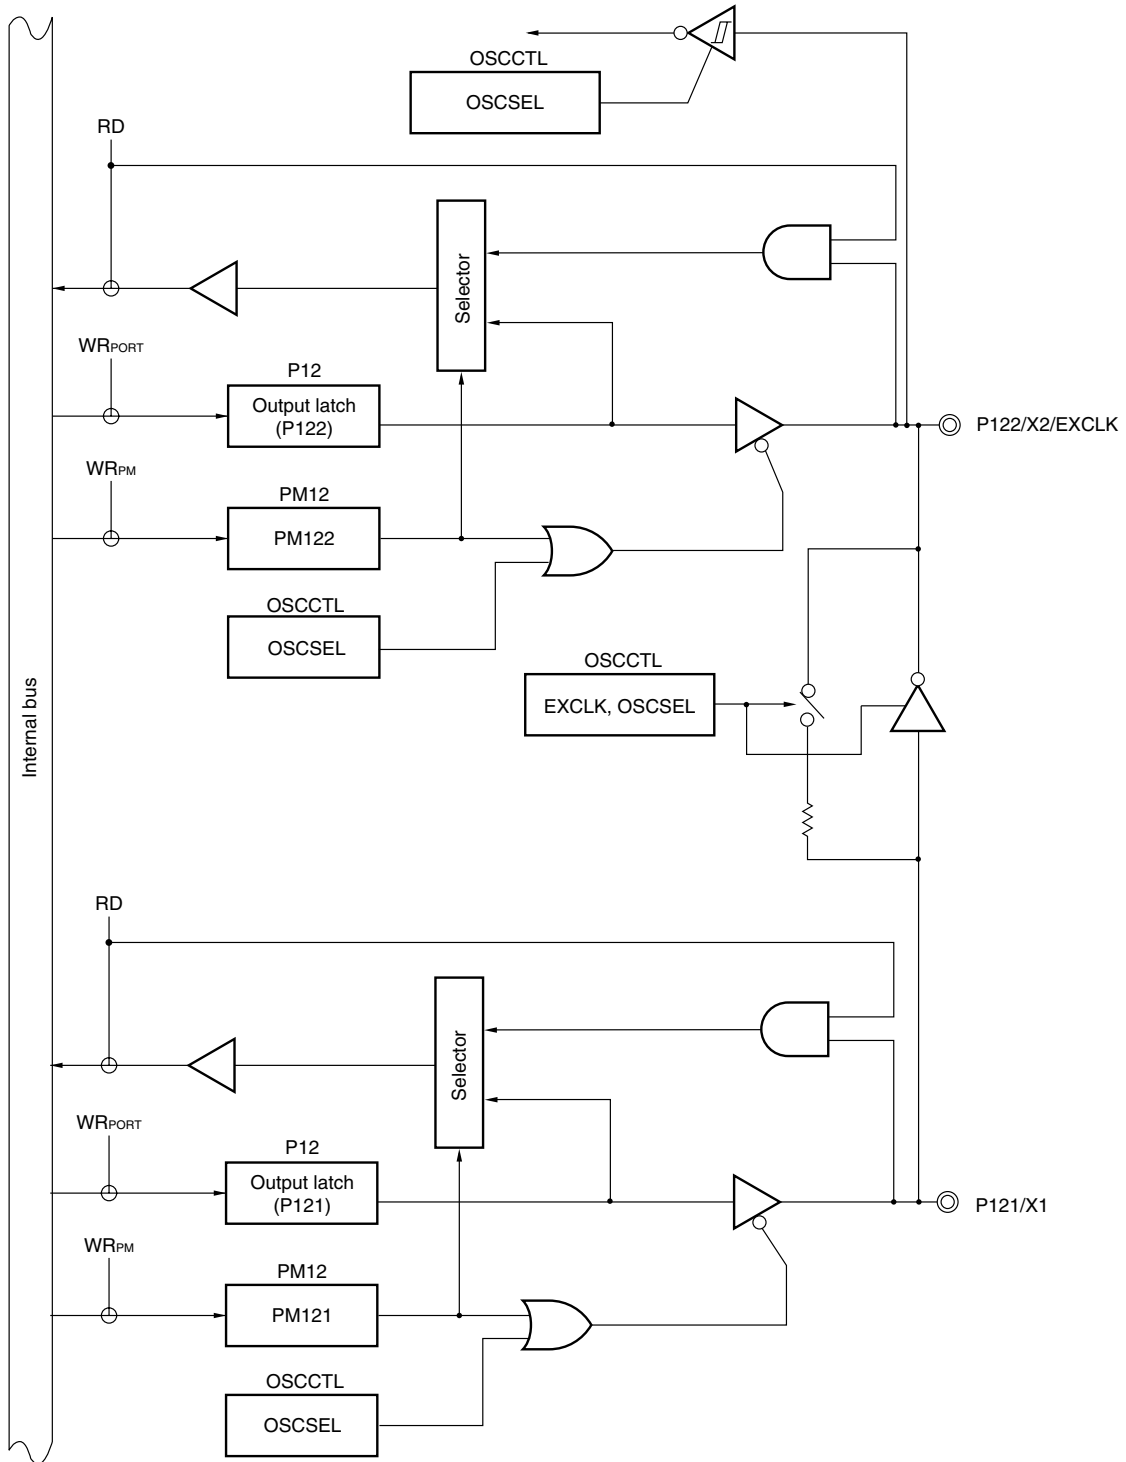 OSCCTL
OSCSEL
RD
Selector
WRPORT
P12
Output latch
(P122)
P122/X2/EXCLK
WRPM
PM12
PM122
OSCCTL
OSCSEL
OSCCTL
EXCLK, OSCSEL
Internal bus
RD
Selector
WRPORT
P12
Output latch
(P121)
P121/X1
WRPM
PM12
PM121
OSCCTL
OSCSEL